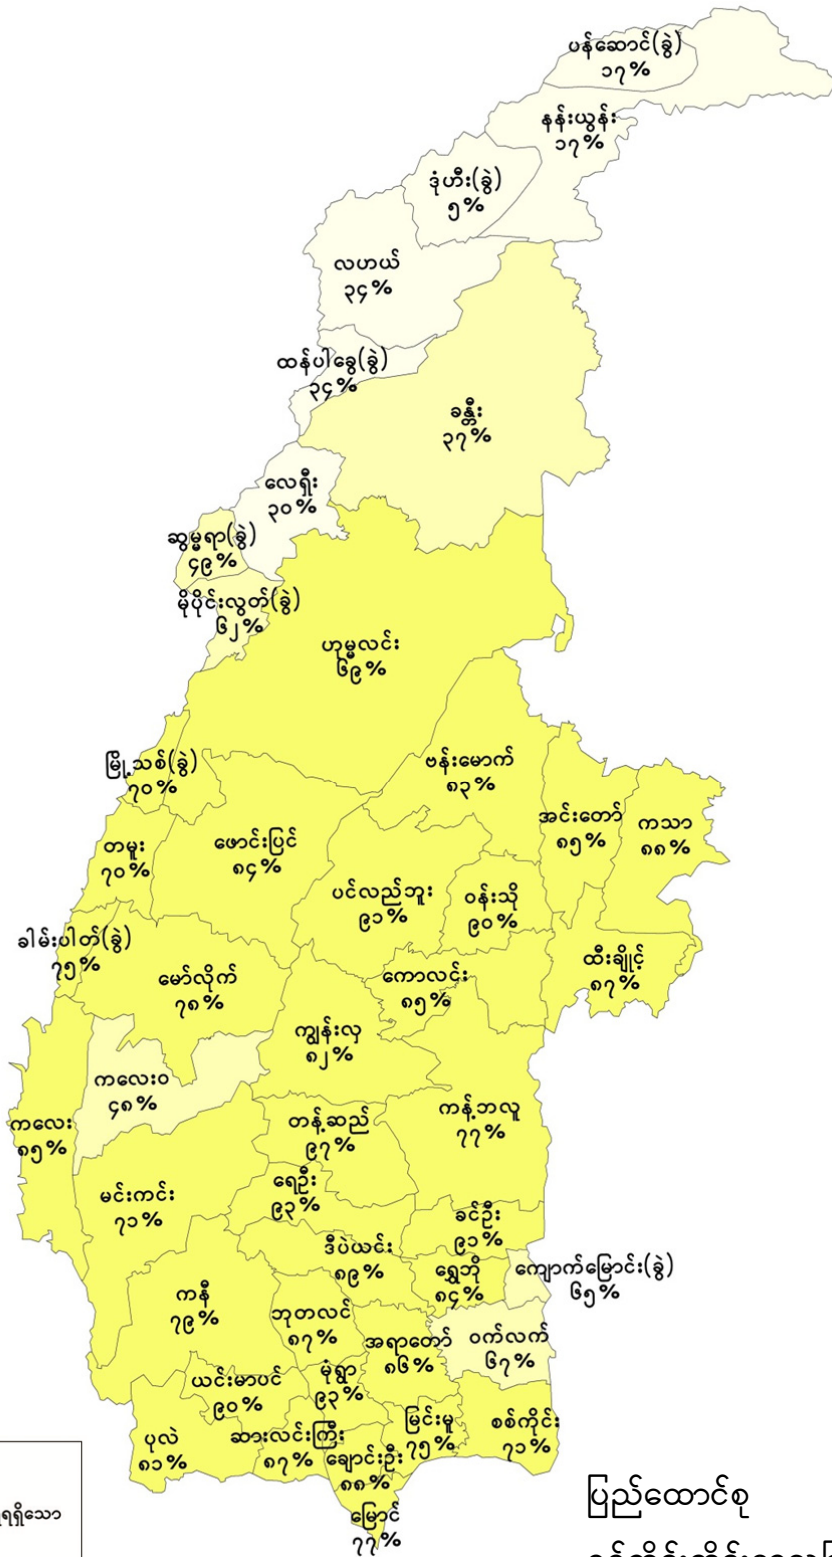 ပန်ဆောင်(ခွဲ)
၁၇%
နန်းယွန်း
၁၇%
ဒုံဟီး(ခွဲ)
၅%
လဟယ်
၃၄%
ထန်ပါခွေ(ခွဲ)
၃၄%
ခန္တီး
၃၇%
လေရှီး
၃၀%
ဆွမ္မရာ(ခွဲ)
၄၉%
မိုပိုင်းလွတ်(ခွဲ)
၆၂%
ဟုမ္မလင်း
၆၉%
ဗန်းမောက်
၈၃%
မြို့သစ်(ခွဲ)
၇၀%
အင်းတော်
၈၅%
ကသာ
၈၈%
တမူး
၇၀%
ဖောင်းပြင်
၈၄%
ပင်လည်ဘူး
၉၁%
ဝန်းသို
၉၀%
ခါမ်းပါတ်(ခွဲ)
၇၅%
မော်လိုက်
၇၈%
ကောလင်း
၈၅%
ထီးချိုင့်
၈၇%
ကျွန်းလှ
၈၂%
ကလေးဝ
၄၈%
ကလေး
၈၅%
တန့်ဆည်
၉၇%
ကန့်ဘလူ
၇၇%
မင်းကင်း
၇၁%
ရေဦး
၉၃%
ခင်ဦး
၉၁%
ဒီပဲယင်း
၈၉%
ရွှေဘို
၈၄%
ကျောက်မြောင်း(ခွဲ)
၆၅%
ကနီ
၇၉%
ဘုတလင်
၈၇%
အရာတော်
၈၆%
ဝက်လက်
၆၇%
ယင်းမာပင်
၉၀%
မုံရွာ
၉၃%
ပုလဲ
၈၁%
ဆားလင်းကြီး
၈၇%
ချောင်းဦး
၈၈%
မြင်းမူ
၇၅%
စစ်ကိုင်း
၇၁%
မြောင်
၇၇%
ရရှိသော
ပြည်ထောင်စု